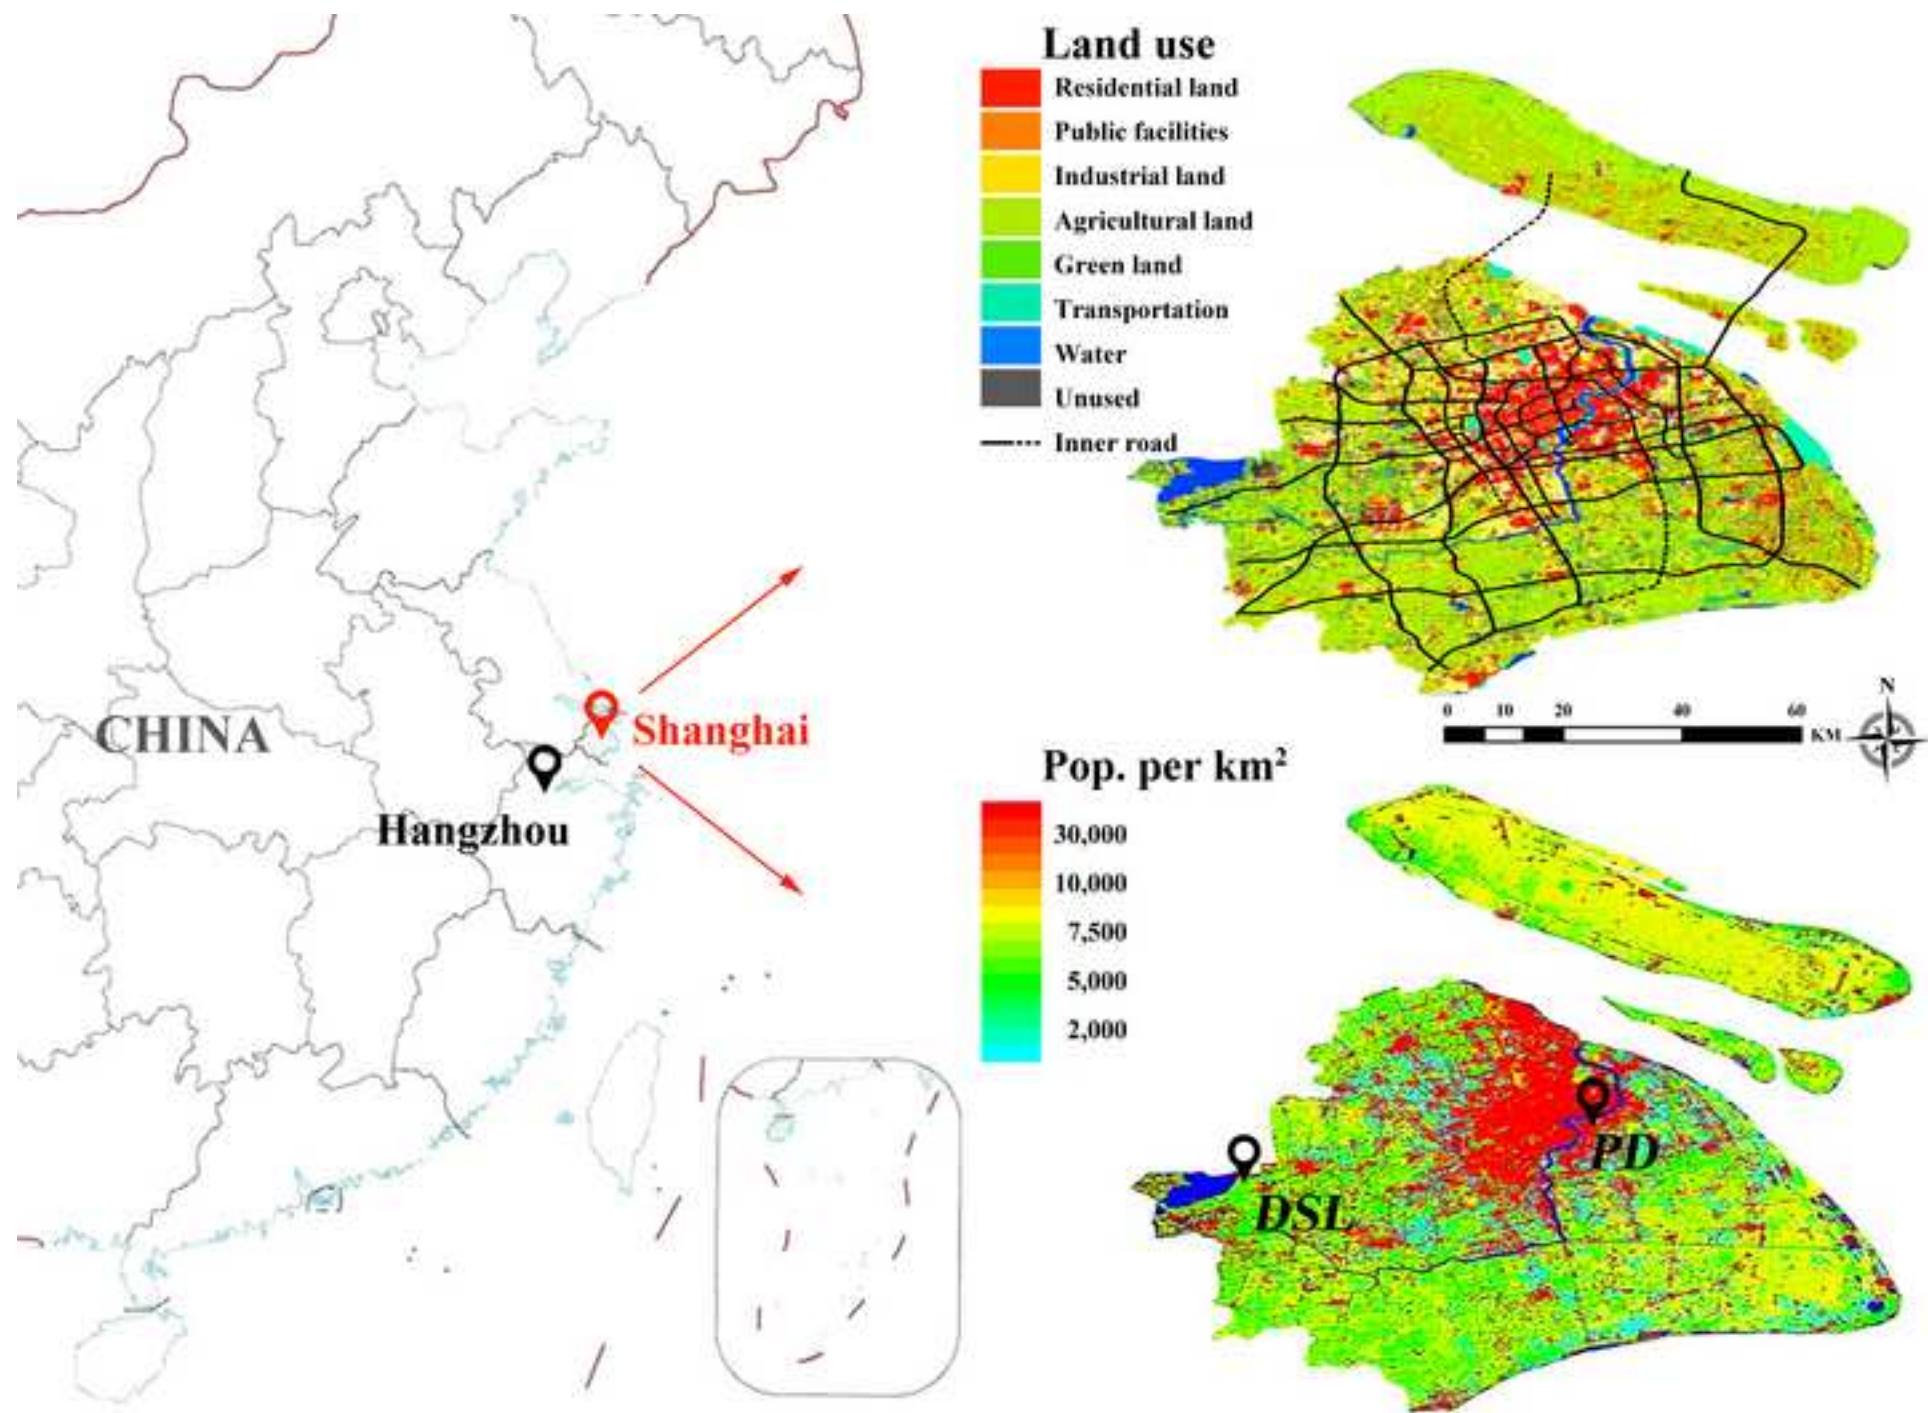 CHINA
Shanghai
Hangzhou
Land use
Residential land
Public facilities
Industrial land
Agricultural land
Green land
Transportation
Water
Unused
Inner road
0 10 20 40 60
KM
N
Pop. per km²
30,000
10,000
7,500
5,000
2,000
PD
DSL